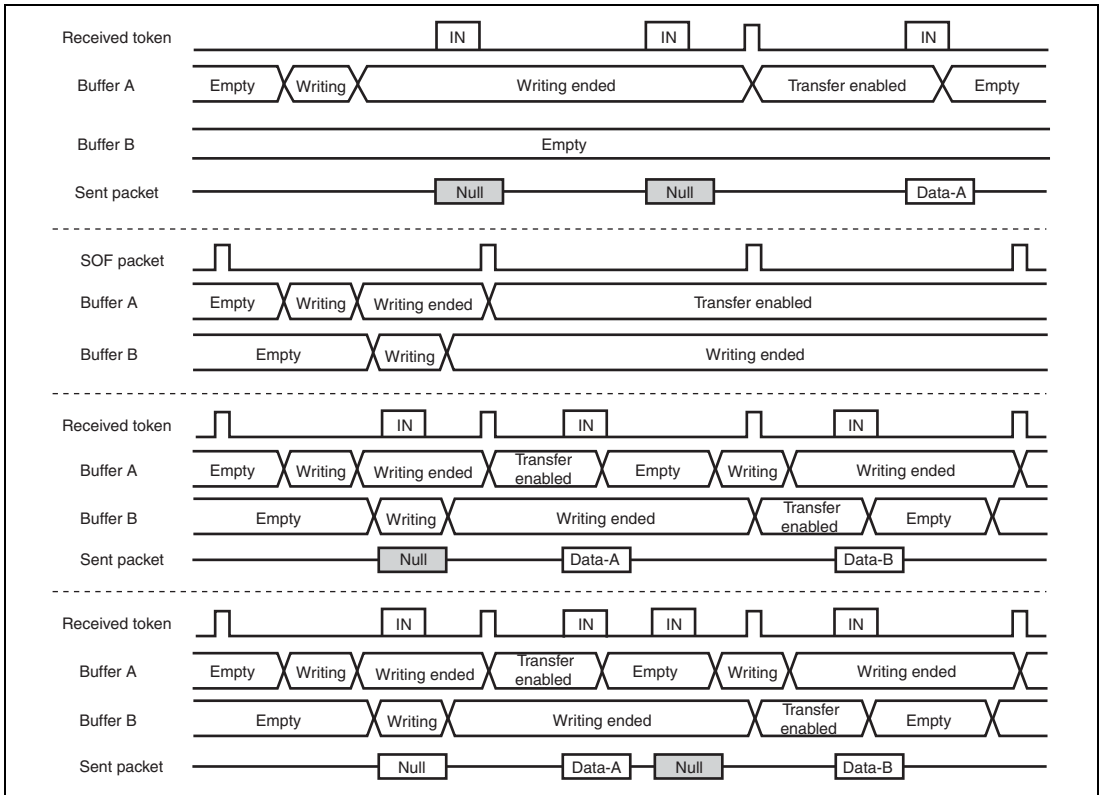 Received token IN IN IN
Buffer A Empty Writing Writing ended Transfer enabled Empty
Buffer B Empty
Sent packet Null Null Data-A
SOF packet
Buffer A Empty Writing Writing ended Transfer enabled
Buffer B Empty Writing Writing ended
Received token IN IN IN
Buffer A Empty Writing Writing ended Transfer enabled Empty Writing Writing ended
Buffer B Empty Writing Writing ended Transfer enabled Empty
Sent packet Null Data-A Data-B
Received token IN IN IN IN
Buffer A Empty Writing Writing ended Transfer enabled Empty Writing Writing ended
Buffer B Empty Writing Writing ended Transfer enabled Empty
Sent packet Null Data-A Null Data-B